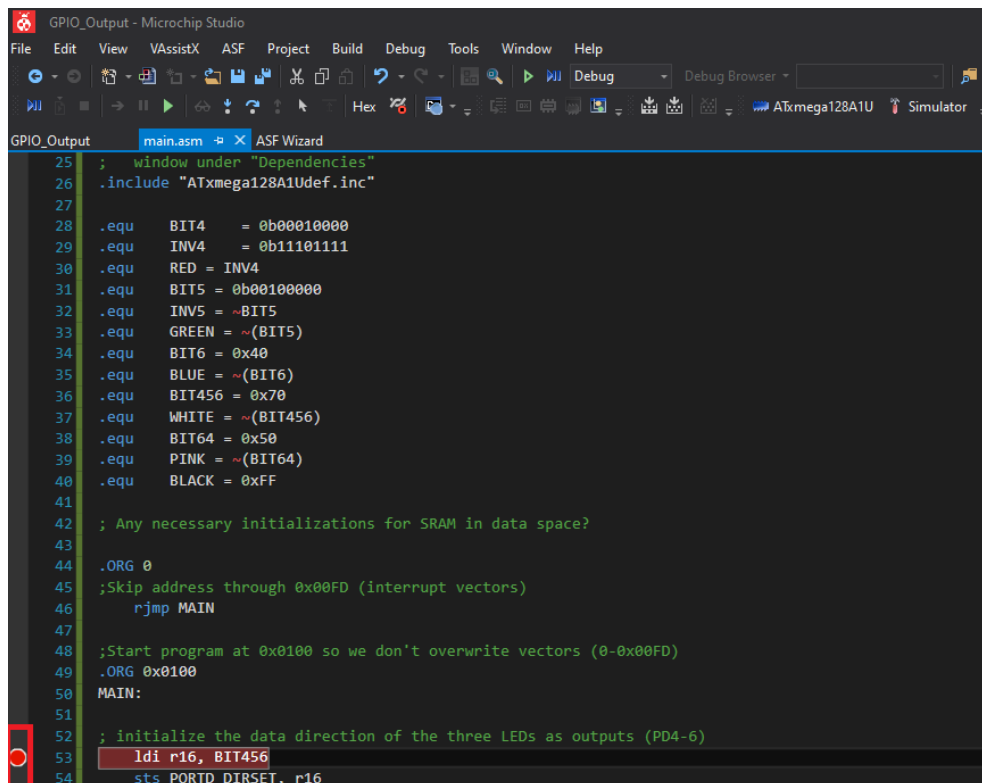 GPIO_Output - Microchip Studio
File Edit View VAssistX ASF Project Build Debug Tools Window Help
Debug Debug Browser
Hex ATxmega128A1U Simulator
GPIO_Output main.asm ASF Wizard
25 ;   window under "Dependencies"
26 .include "ATxmega128A1Udef.inc"
27
28 .equ    BIT4    = 0b00010000
29 .equ    INV4    = 0b11101111
30 .equ    RED = INV4
31 .equ    BIT5 = 0b00100000
32 .equ    INV5 = ~BIT5
33 .equ    GREEN = ~(BIT5)
34 .equ    BIT6 = 0x40
35 .equ    BLUE = ~(BIT6)
36 .equ    BIT456 = 0x70
37 .equ    WHITE = ~(BIT456)
38 .equ    BIT64 = 0x50
39 .equ    PINK = ~(BIT64)
40 .equ    BLACK = 0xFF
41
42 ; Any necessary initializations for SRAM in data space?
43
44 .ORG 0
45 ;Skip address through 0x00FD (interrupt vectors)
46     rjmp MAIN
47
48 ;Start program at 0x0100 so we don't overwrite vectors (0-0x00FD)
49 .ORG 0x0100
50 MAIN:
51
52 ; initialize the data direction of the three LEDs as outputs (PD4-6)
53     ldi r16, BIT456
54     sts PORTD_DIRSET, r16